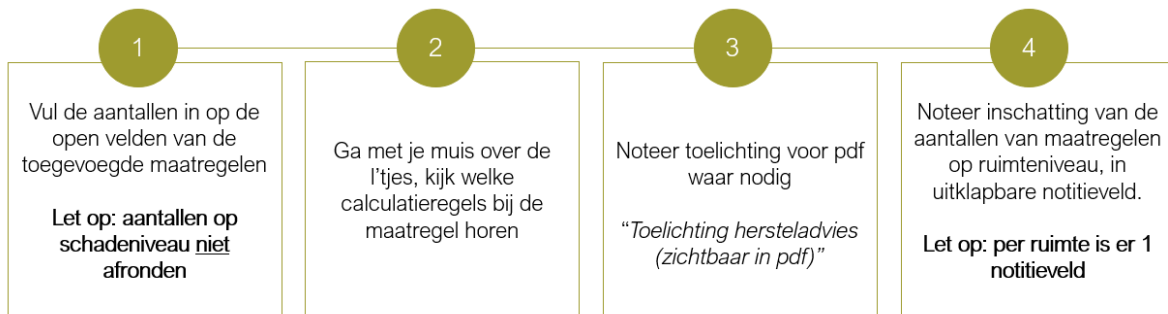 1
Vul de aantallen in op de
open velden van de
toegevoegde maatregelen
Let op: aantallen op
schadeniveau niet
afronden
2
Ga met je muis over de
I'tjes, kijk welke
calculatieregels bij de
maatregel horen
3
Noteer toelichting voor pdf
waar nodig
“Toelichting hersteladvies
(zichtbaar in pdf)”
4
Noteer inschatting van de
aantallen van maatregelen
op ruimteniveau, in
uitklapbare notitieveld.
Let op: per ruimte is er 1
notitieveld